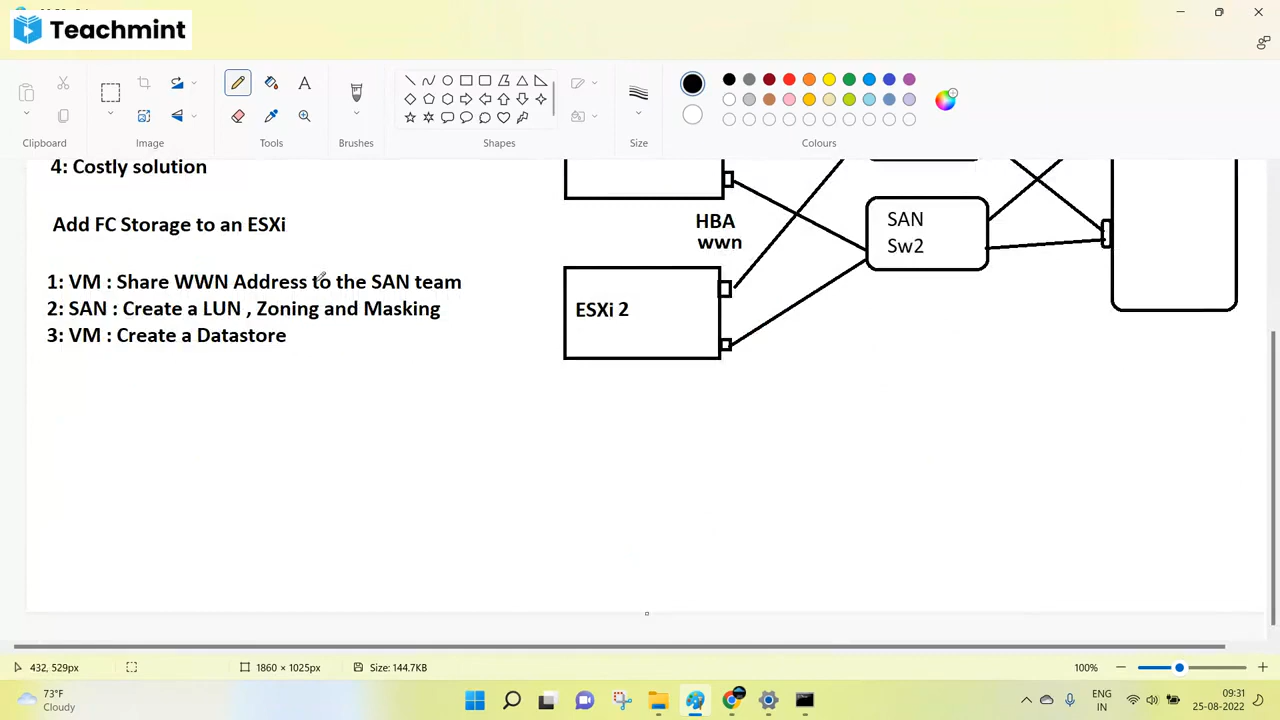 Teachmint
Clipboard
Image
Tools
Brushes
Shapes
Size
Colours
4: Costly solution
Add FC Storage to an ESXi
HBA
wwn
SAN
Sw2
1: VM : Share WWN Address to the SAN team
2: SAN : Create a LUN , Zoning and Masking
3: VM : Create a Datastore
ESXi 2
432, 529px
1860 × 1025px
Size: 144.7KB
100%
73°F
Cloudy
ENG
IN
09:31
25-08-2022